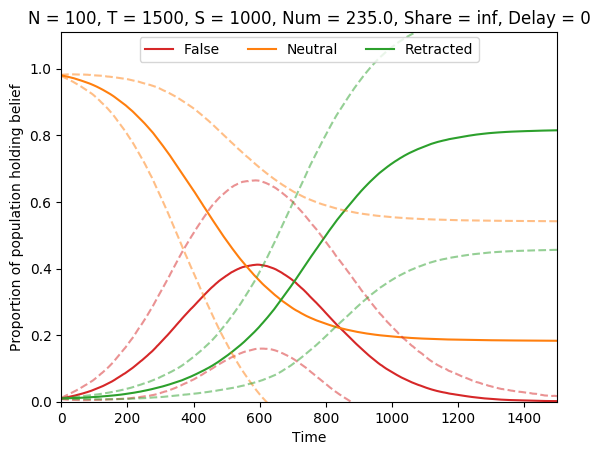 N = 100, T = 1500, S = 1000, Num = 235.0, Share = inf, Delay = 0
False Neutral Retracted
Proportion of population holding belief
1.0
0.8
0.6
0.4
0.2
0.0
0 200 400 600 800 1000 1200 1400
Time